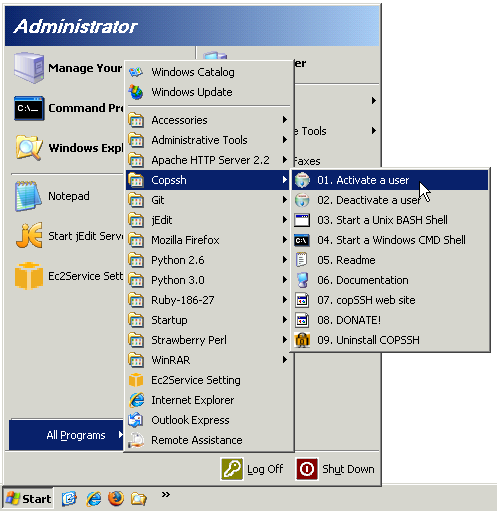 Administrator
Manage Your
er
Command Pro
Windows Expl
e Tools
Faxes
Notepad
Start jEdit Serve
Ec2Service Sett
All Programs
Windows Catalog
Windows Update
Accessories
Administrative Tools
Apache HTTP Server 2.2
Copssh
Git
jEdit
Mozilla Firefox
Python 2.6
Python 3.0
Ruby-186-27
Startup
Strawberry Perl
WinRAR
Ec2Service Setting
Internet Explorer
Outlook Express
Remote Assistance
01. Activate a user
02. Deactivate a user
03. Start a Unix BASH Shell
04. Start a Windows CMD Shell
05. Readme
06. Documentation
07. copSSH web site
08. DONATE!
09. Uninstall COPSSH
Log Off
Shut Down
Start
»